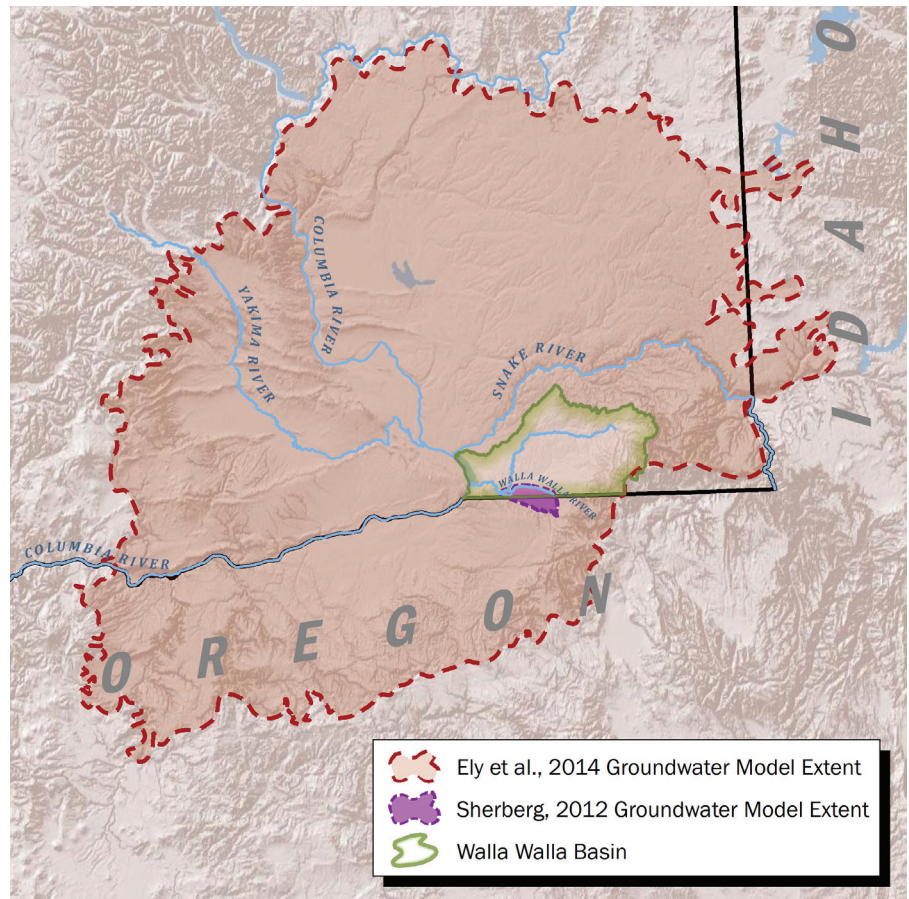 IDAHO
COLUMBIA RIVER
YAKIMA RIVER
SNAKE RIVER
WALLA WALLA RIVER
COLUMBIA RIVER
OREGON
Ely et al., 2014 Groundwater Model Extent
Sherberg, 2012 Groundwater Model Extent
Walla Walla Basin